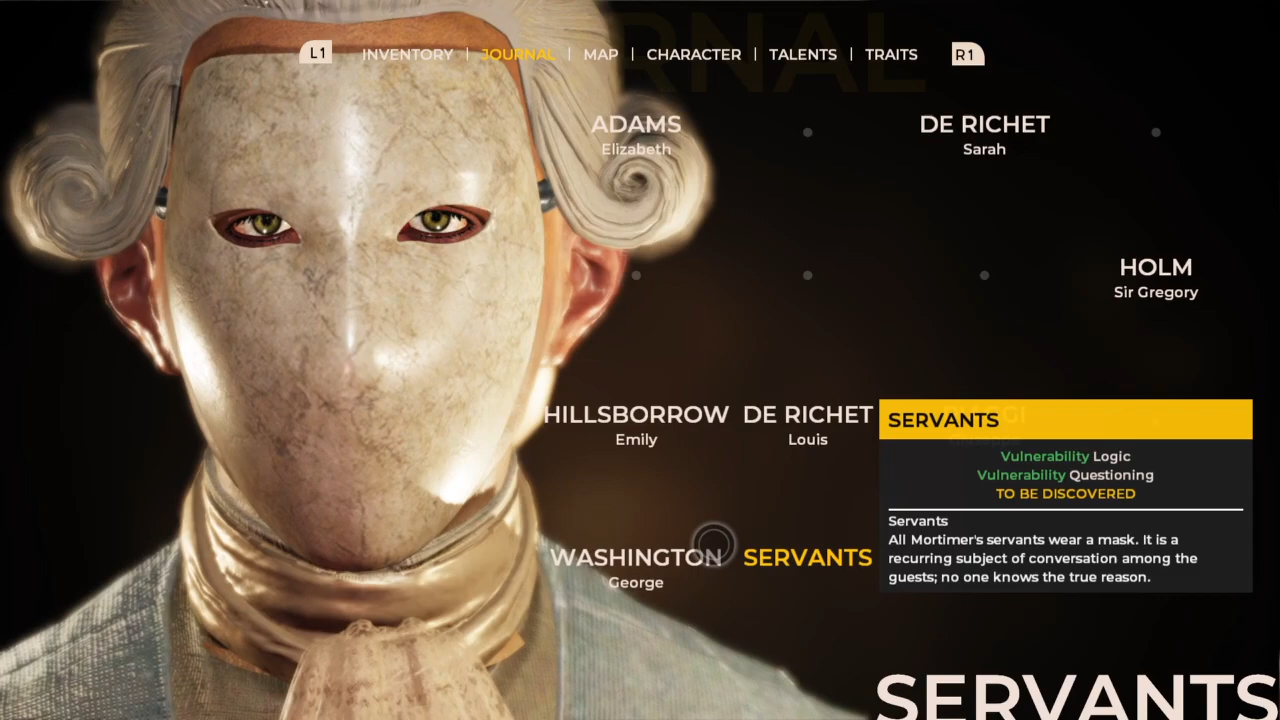 L1 INVENTORY | JOURNAL | MAP | CHARACTER | TALENTS | TRAITS R1
ADAMS
Elizabeth
DE RICHET
Sarah
HOLM
Sir Gregory
HILLSBORROW
Emily
DE RICHET
Louis
WASHINGTON
George
SERVANTS
SERVANTS
Vulnerability Logic
Vulnerability Questioning
TO BE DISCOVERED
Servants
All Mortimer's servants wear a mask. It is a
recurring subject of conversation among the
guests; no one knows the true reason.
SERVANTS